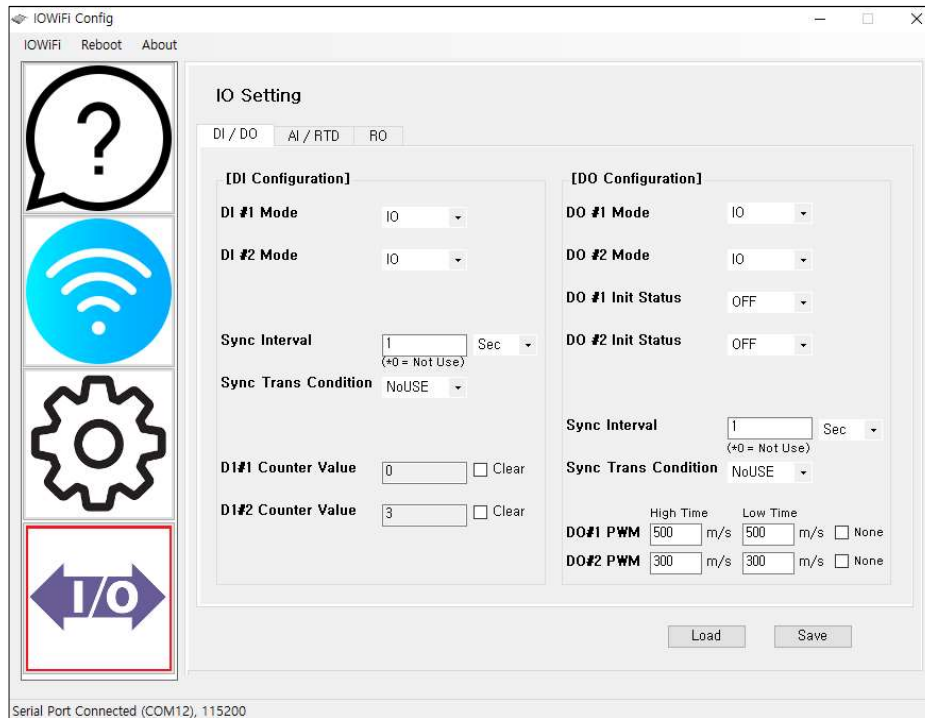 IOWiFi Config
IOWiFi Reboot About
IO Setting
DI / DO AI / RTD RO
[DI Configuration]
DI #1 Mode IO
DI #2 Mode IO
Sync Interval 1 Sec
(*0 = Not Use)
Sync Trans Condition NoUSE
D1#1 Counter Value 0 Clear
D1#2 Counter Value 3 Clear
[DO Configuration]
DO #1 Mode IO
DO #2 Mode IO
DO #1 Init Status OFF
DO #2 Init Status OFF
Sync Interval 1 Sec
(*0 = Not Use)
Sync Trans Condition NoUSE
High Time Low Time
DO#1 PWM 500 m/s 500 m/s None
DO#2 PWM 300 m/s 300 m/s None
I/O
Load Save
Serial Port Connected (COM12), 115200